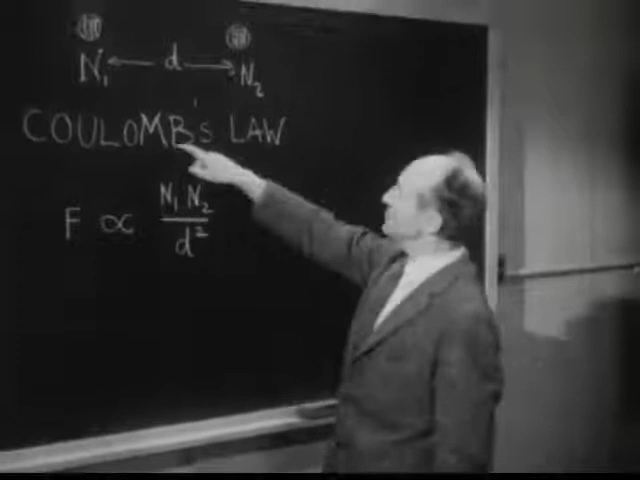 N₁ ← d → N₂
COULOMB'S LAW
F ∝ N₁ N₂ / d²